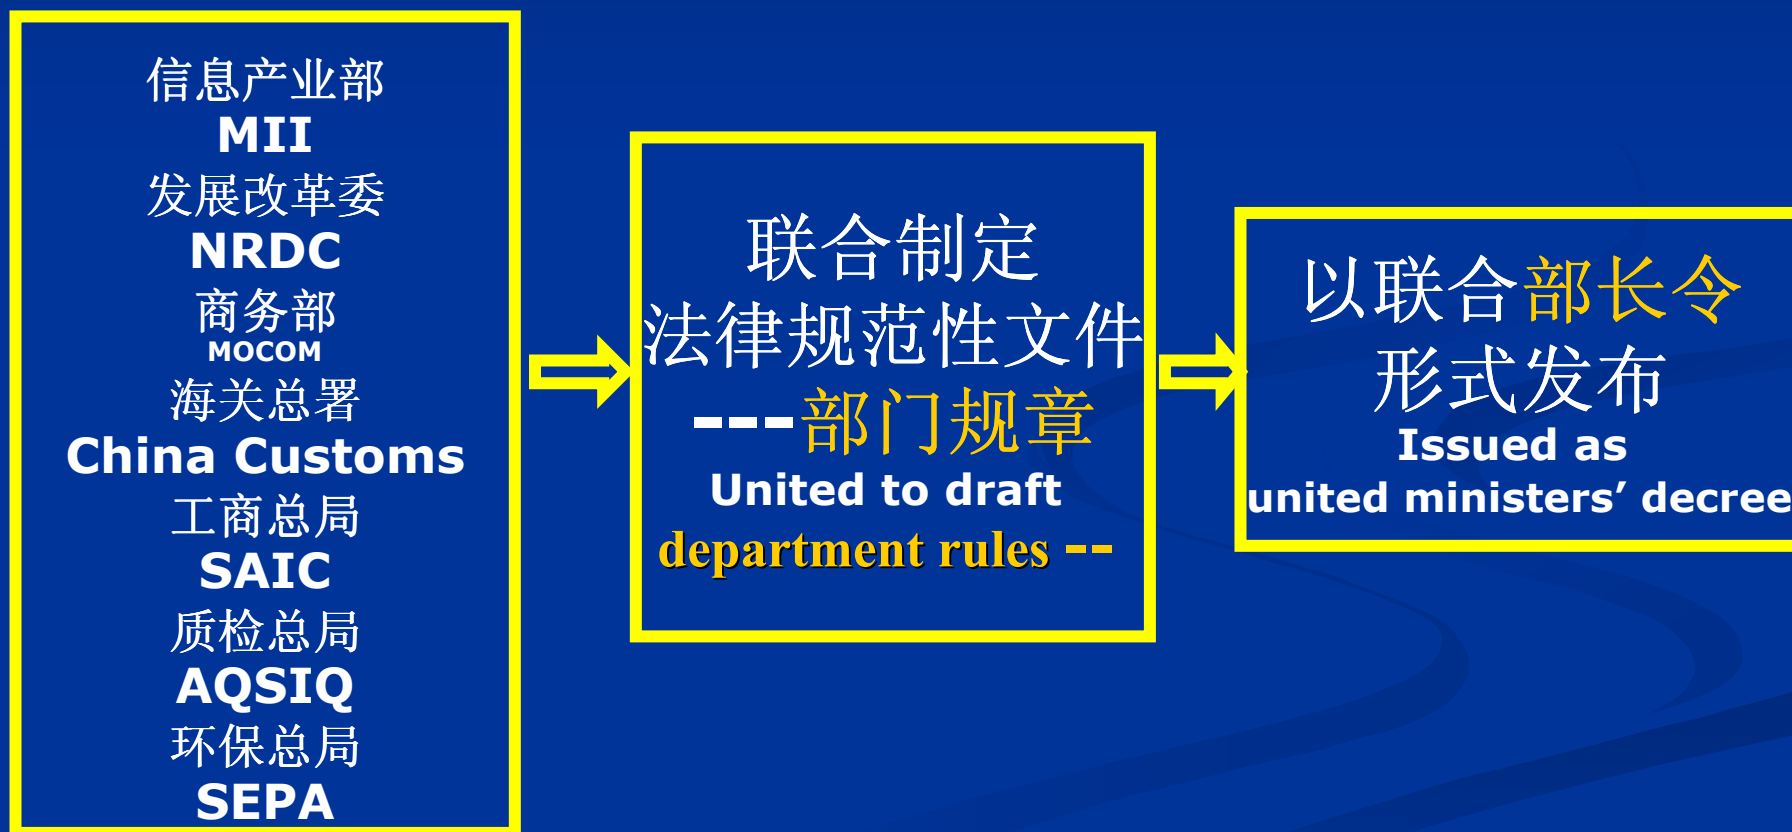 信息产业部
MII
发展改革委
NRDC
商务部
MOCOM
海关总署
China Customs
工商总局
SAIC
质检总局
AQSIQ
环保总局
SEPA
联合制定
法律规范性文件
---部门规章
United to draft
department rules --
以联合部长令
形式发布
Issued as
united ministers’ decree